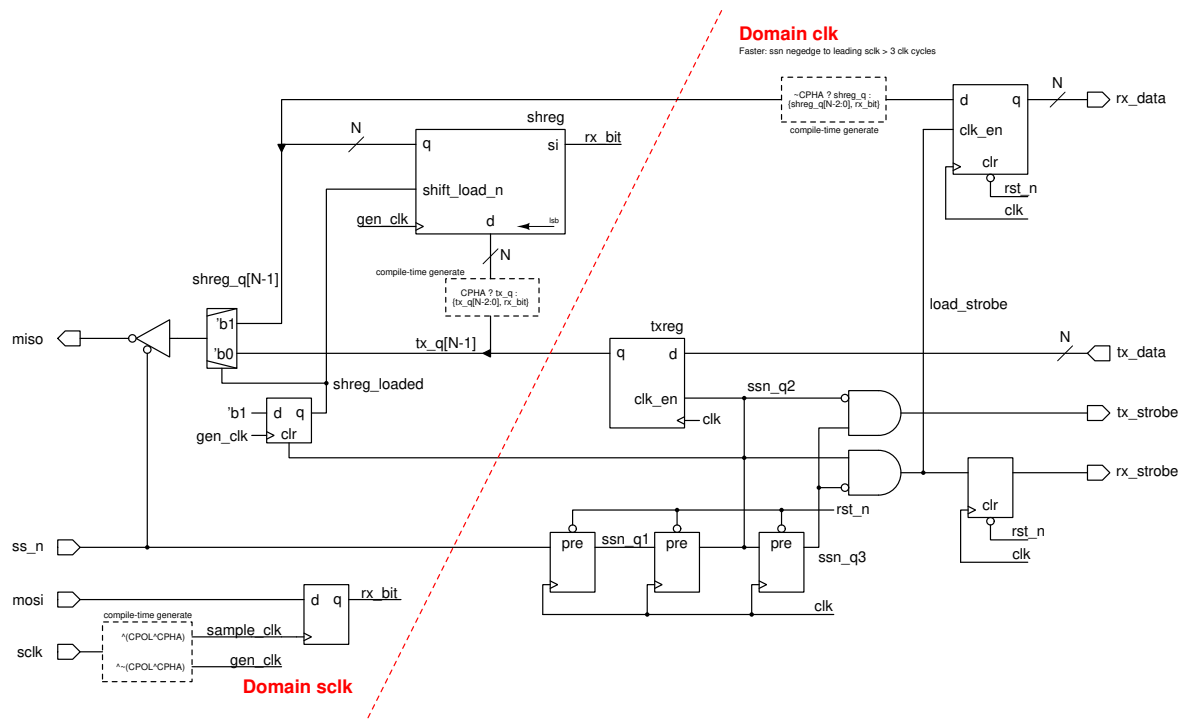 Domain clk
Faster: ssn negedge to leading sclk > 3 clk cycles
~CPHA ? shreg_q :
{shreg_q[N-2:0], rx_bit}
compile-time generate
N
d q
clk_en
clr
rst_n
clk
rx_data
N
shreg
q si
rx_bit
shift_load_n
gen_clk
d
lsb
N
compile-time generate
CPHA ? tx_q :
{tx_q[N-2:0], rx_bit}
shreg_q[N-1]
load_strobe
miso
'b1
'b0
tx_q[N-1]
txreg
q d
clk_en
clk
N
tx_data
shreg_loaded
'b1
d q
gen_clk
clr
ssn_q2
tx_strobe
rx_strobe
clr
rst_n
clk
rst_n
ss_n
pre
ssn_q1
pre
pre
ssn_q3
clk
mosi
d q
rx_bit
compile-time generate
sclk
^(CPOL^CPHA)
sample_clk
^~(CPOL^CPHA)
gen_clk
Domain sclk